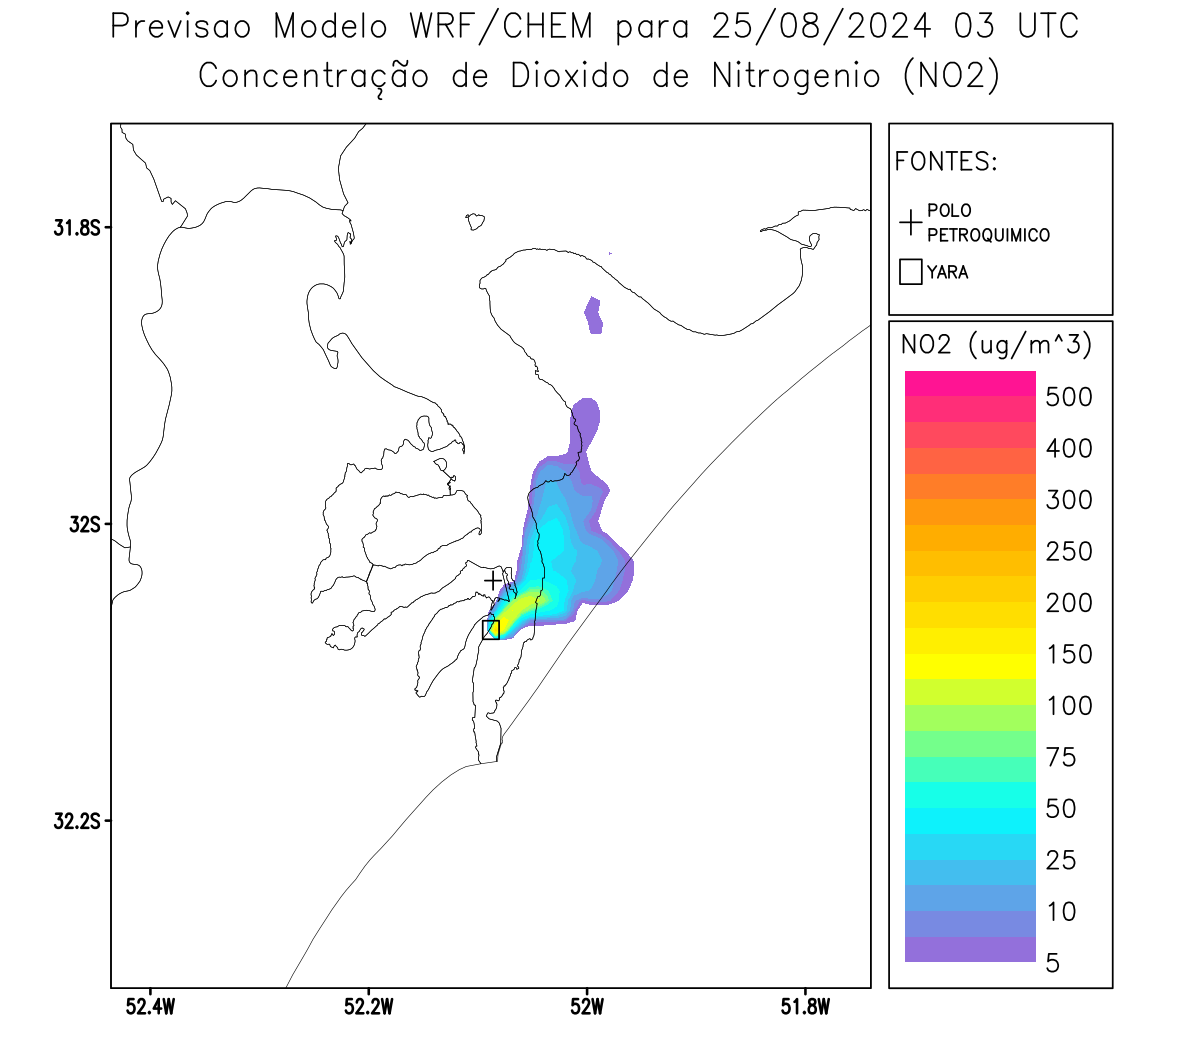 Previsao Modelo WRF/CHEM para 25/08/2024 03 UTC
Concentração de Dioxido de Nitrogenio (NO2)
FONTES:
POLO
PETROQUIMICO
YARA
NO2 (ug/m^3)
500
400
300
250
200
150
100
75
50
25
10
5
31.8S
32S
32.2S
52.4W
52.2W
52W
51.8W